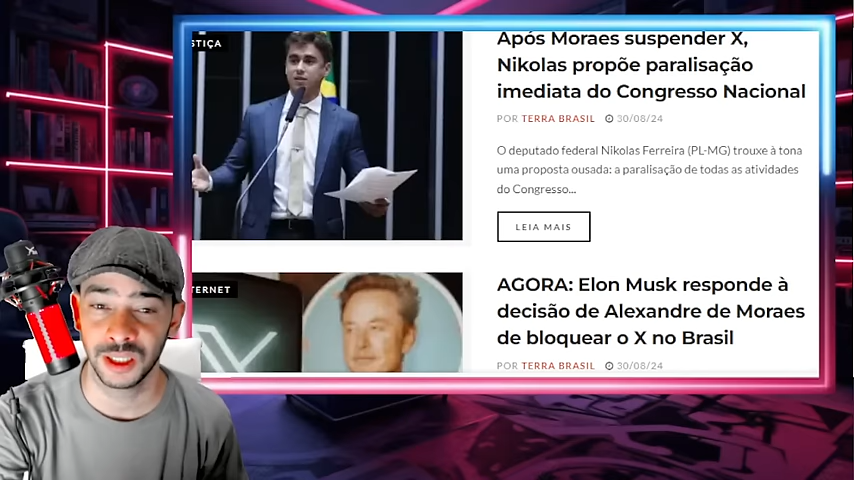 STIÇA
Após Moraes suspender X,
Nikolas propõe paralisação
imediata do Congresso Nacional
POR TERRA BRASIL 30/08/24
O deputado federal Nikolas Ferreira (PL-MG) trouxe à tona
uma proposta ousada: a paralisação de todas as atividades
do Congresso...
LEIA MAIS
TERNET
AGORA: Elon Musk responde à
decisão de Alexandre de Moraes
de bloquear o X no Brasil
POR TERRA BRASIL 30/08/24